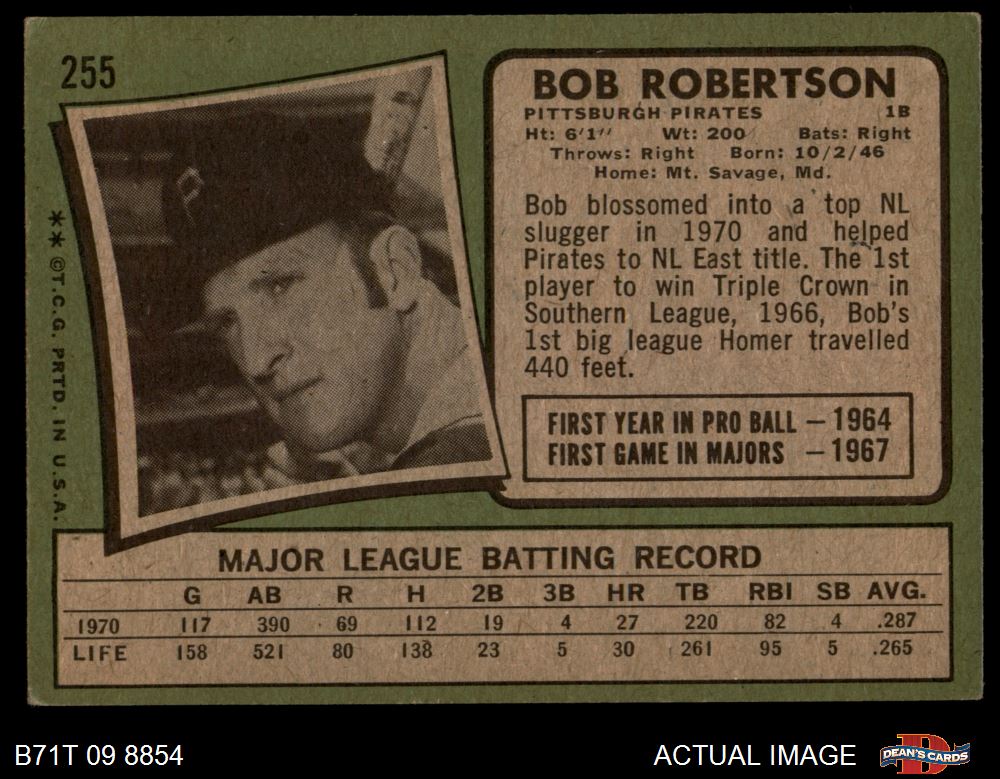 255
BOB ROBERTSON
PITTSBURGH PIRATES 1B
Ht: 6'1" Wt: 200 Bats: Right
Throws: Right Born: 10/2/46
Home: Mt. Savage, Md.
Bob blossomed into a top NL
slugger in 1970 and helped
Pirates to NL East title. The 1st
player to win Triple Crown in
Southern League, 1966, Bob's
1st big league Homer travelled
440 feet.
FIRST YEAR IN PRO BALL – 1964
FIRST GAME IN MAJORS – 1967
** ©T.C.G. PRTD. IN U.S.A.
MAJOR LEAGUE BATTING RECORD
G AB R H 2B 3B HR TB RBI SB AVG.
1970 117 390 69 112 19 4 27 220 82 4 .287
LIFE 158 521 80 138 23 5 30 261 95 5 .265
B71T 09 8854
ACTUAL IMAGE
DEAN'S CARDS